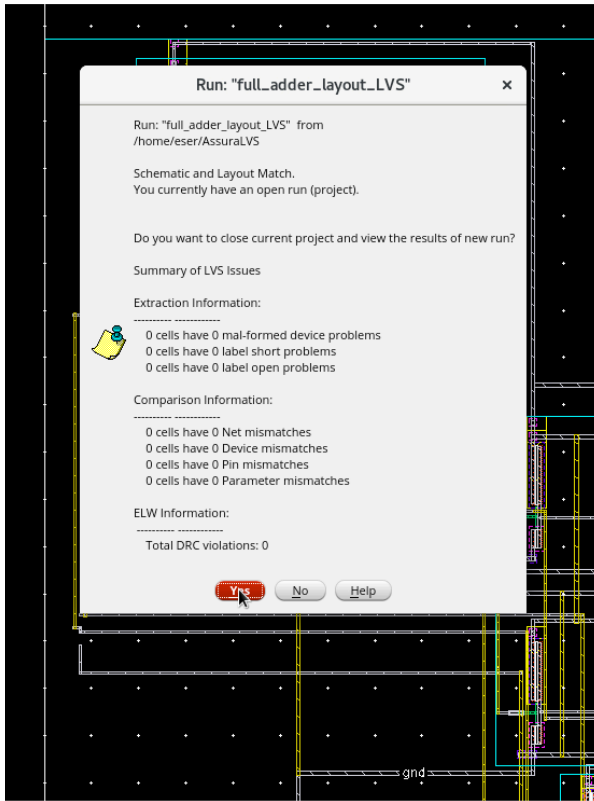 Run: "full_adder_layout_LVS"
×
Run: "full_adder_layout_LVS" from
/home/eser/AssuraLVS
Schematic and Layout Match.
You currently have an open run (project).
Do you want to close current project and view the results of new run?
Summary of LVS Issues
Extraction Information:
---------- ------------
0 cells have 0 mal-formed device problems
0 cells have 0 label short problems
0 cells have 0 label open problems
Comparison Information:
---------- ------------
0 cells have 0 Net mismatches
0 cells have 0 Device mismatches
0 cells have 0 Pin mismatches
0 cells have 0 Parameter mismatches
ELW Information:
---------- ------------
Total DRC violations: 0
Yes No Help
gnd